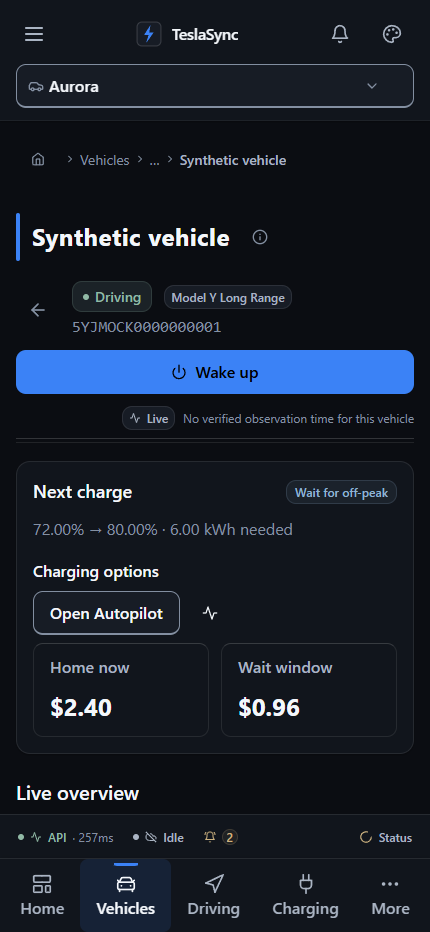 TeslaSync
Aurora
Vehicles ... Synthetic vehicle
Synthetic vehicle
Driving Model Y Long Range
5YJMOCK0000000001
Wake up
Live No verified observation time for this vehicle
Next charge Wait for off-peak
72.00% → 80.00% · 6.00 kWh needed
Charging options
Open Autopilot
Home now Wait window
$2.40 $0.96
Live overview
API · 257ms Idle 2 Status
Home Vehicles Driving Charging More